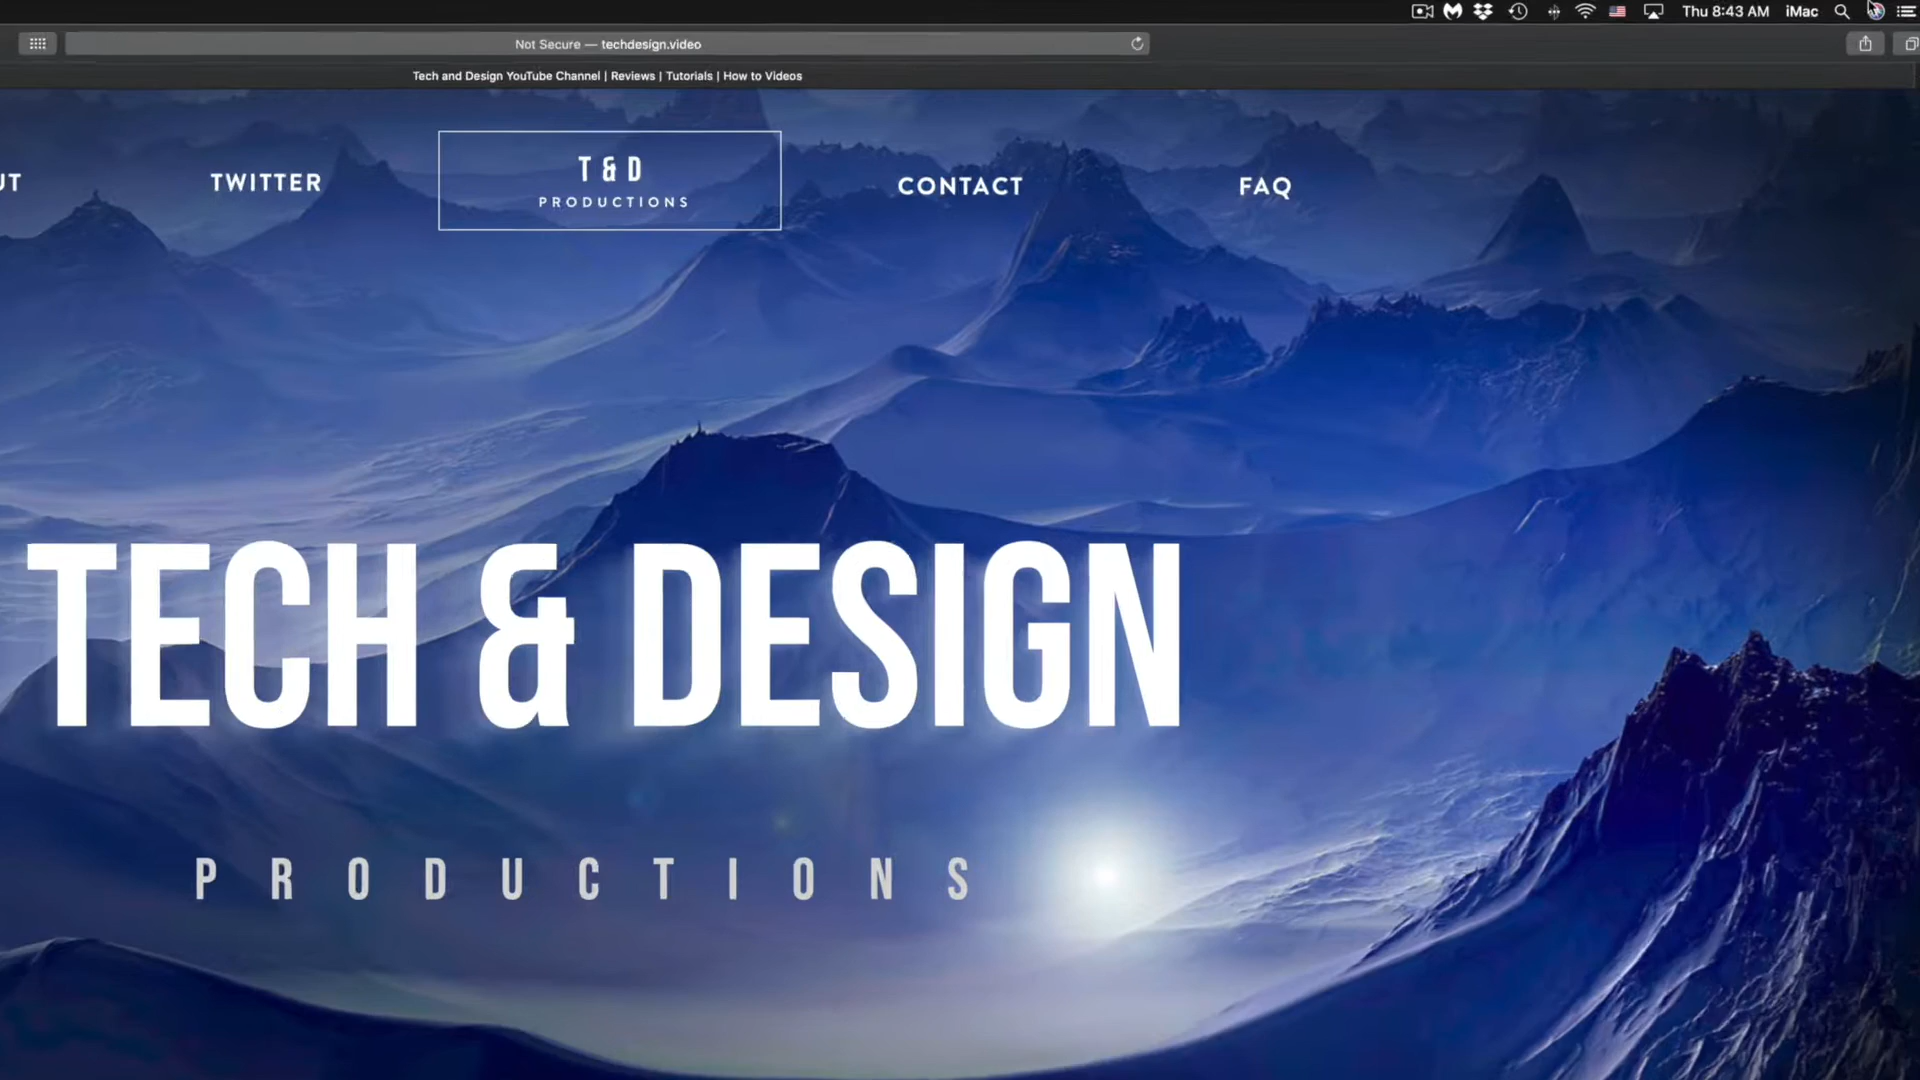 Thu 8:43 AM iMac
Not Secure — techdesign.video
Tech and Design YouTube Channel | Reviews | Tutorials | How to Videos
UT TWITTER T & D CONTACT FAQ
PRODUCTIONS
TECH & DESIGN
PRODUCTIONS